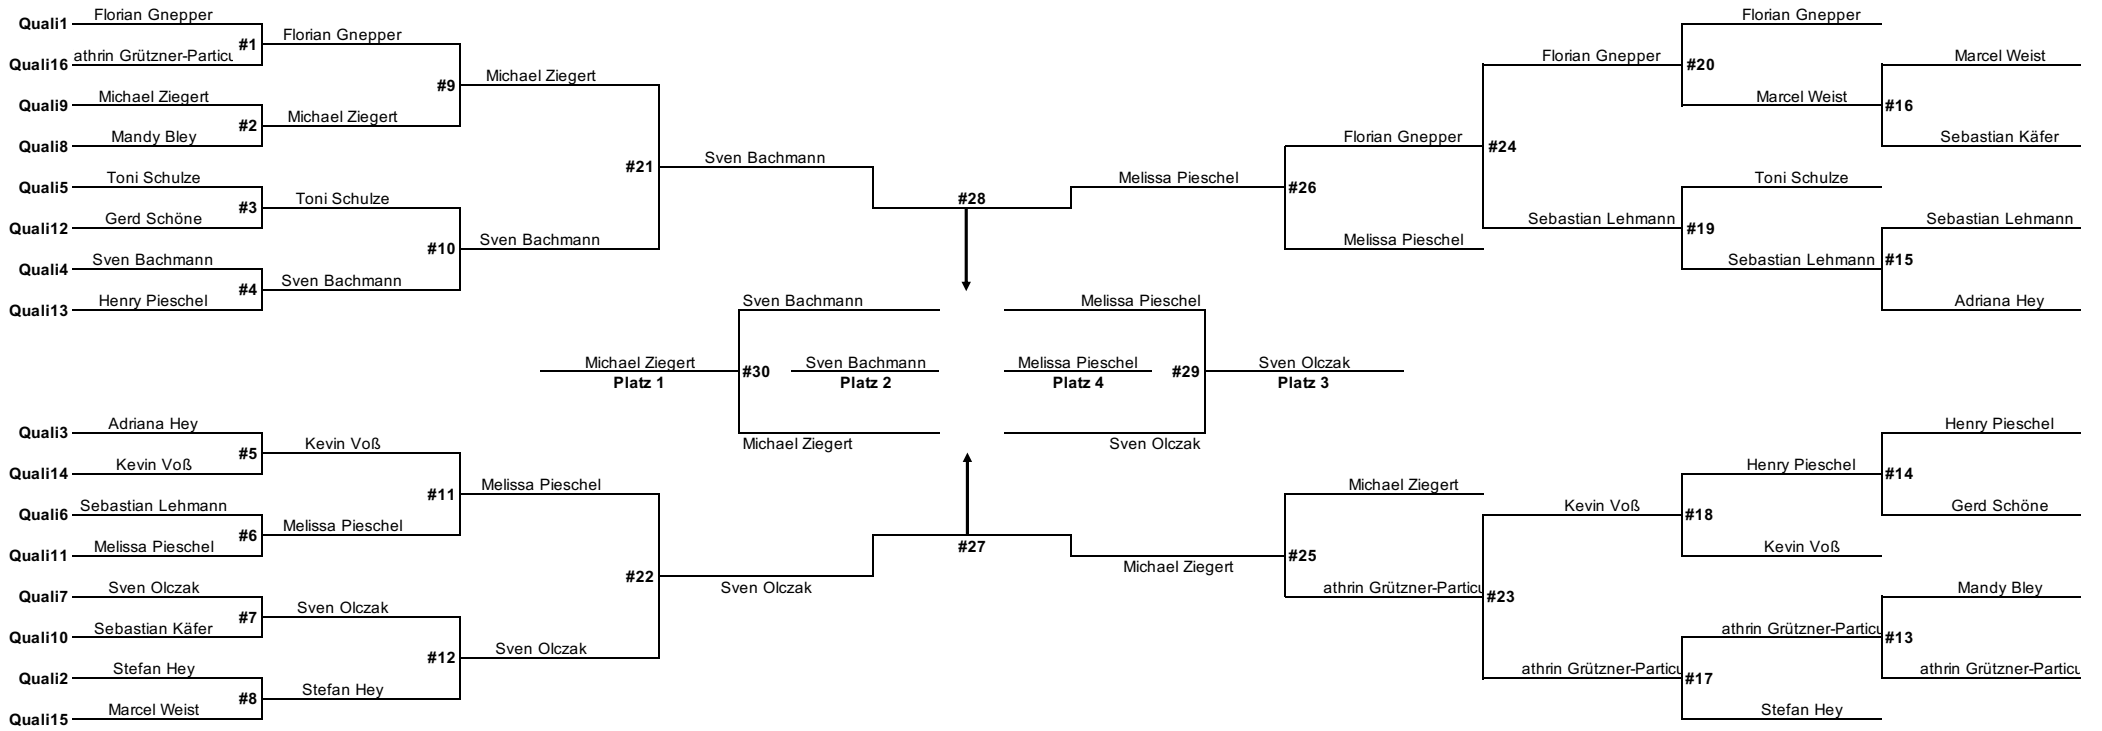 Quali1 Florian Gnepper
#1 Florian Gnepper
Quali16 athrin Grützner-Particu
#9 Michael Ziegert
Quali9 Michael Ziegert
#2 Michael Ziegert
Quali8 Mandy Bley
#21 Sven Bachmann
Quali5 Toni Schulze
#3 Toni Schulze
Quali12 Gerd Schöne
#10 Sven Bachmann
Quali4 Sven Bachmann
#4 Sven Bachmann
Quali13 Henry Pieschel
#28
Melissa Pieschel #26
Florian Gnepper #24
Melissa Pieschel
Florian Gnepper #20
Florian Gnepper
Marcel Weist #16
Marcel Weist
Sebastian Käfer
Sebastian Lehmann #19
Toni Schulze
Sebastian Lehmann #15
Sebastian Lehmann
Adriana Hey
Sven Bachmann
Melissa Pieschel
Michael Ziegert #30 Sven Bachmann
Platz 1 Platz 2
Melissa Pieschel #29 Sven Olczak
Platz 4 Platz 3
Michael Ziegert
Sven Olczak
Quali3 Adriana Hey
#5 Kevin Voß
Quali14 Kevin Voß
#11 Melissa Pieschel
Quali6 Sebastian Lehmann
#6 Melissa Pieschel
Quali11 Melissa Pieschel
#22 Sven Olczak
Quali7 Sven Olczak
#7 Sven Olczak
Quali10 Sebastian Käfer
#12 Sven Olczak
Quali2 Stefan Hey
#8 Stefan Hey
Quali15 Marcel Weist
#27
Michael Ziegert #25
Michael Ziegert
athrin Grützner-Particu #23
Kevin Voß #18
Henry Pieschel #14
Henry Pieschel
Gerd Schöne
Kevin Voß
athrin Grützner-Particu #17
athrin Grützner-Particu #13
Mandy Bley
athrin Grützner-Particu
Stefan Hey